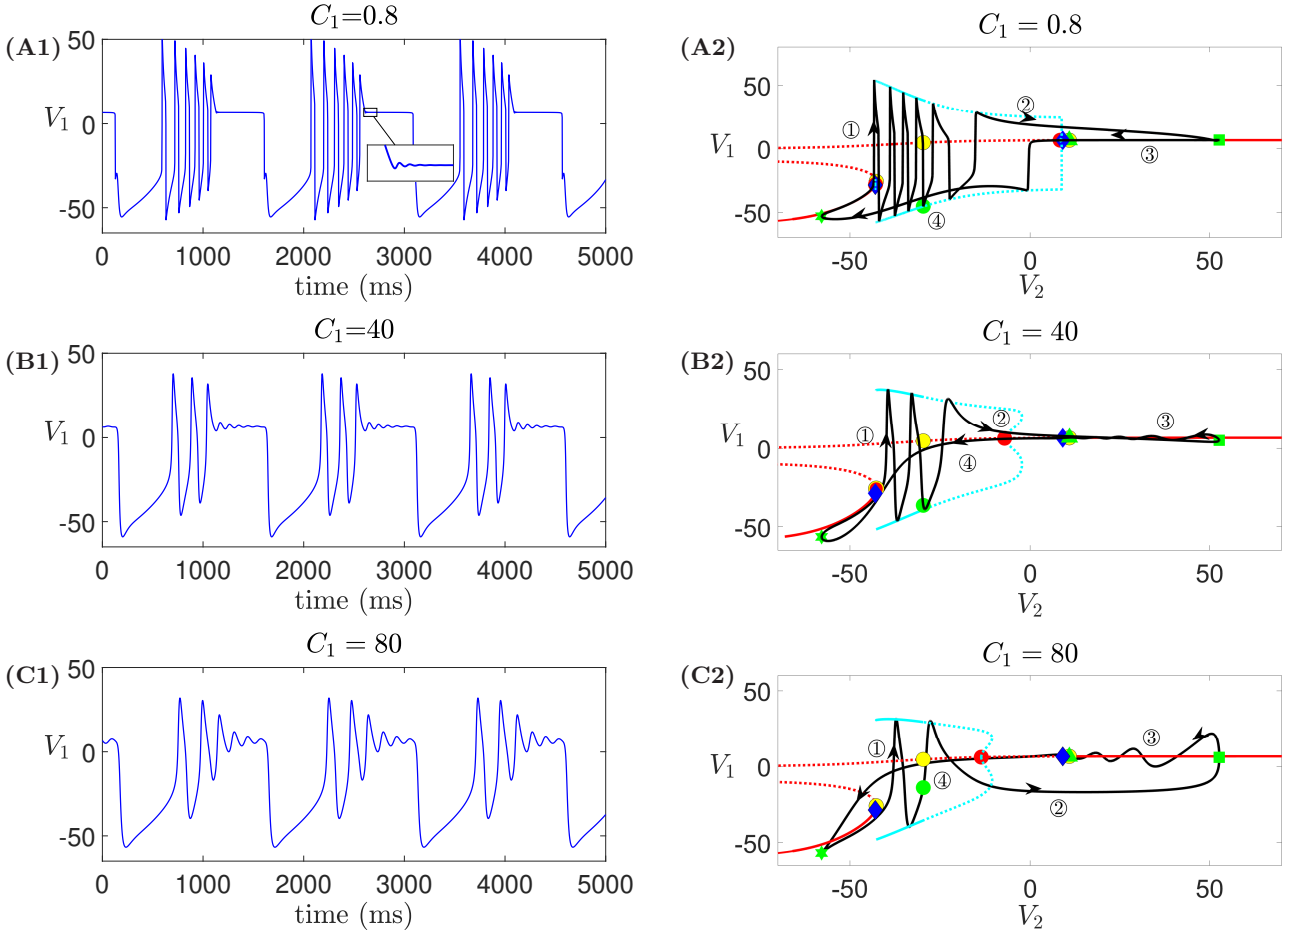 C₁=0.8
(A1)
50
0
-50
V₁
0 1000 2000 3000 4000 5000
time (ms)
C₁ = 0.8
(A2)
50
0
-50
V₁
① ② ③ ④
-50 0 50
V₂
C₁=40
(B1)
50
0
-50
V₁
0 1000 2000 3000 4000 5000
time (ms)
C₁ = 40
(B2)
50
0
-50
V₁
① ② ③ ④
-50 0 50
V₂
C₁ = 80
(C1)
50
0
-50
V₁
0 1000 2000 3000 4000 5000
time (ms)
C₁ = 80
(C2)
50
0
-50
V₁
① ② ③ ④
-50 0 50
V₂